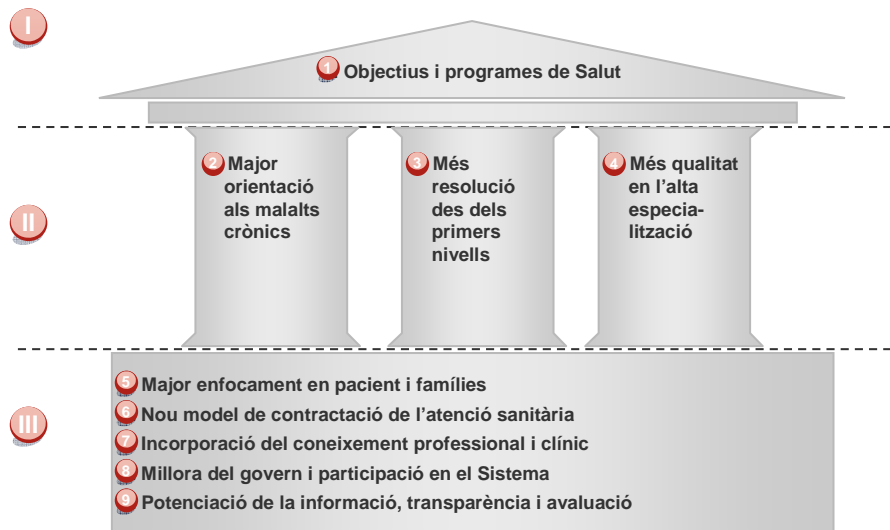 I
1 Objectius i programes de Salut
II
2 Major
orientació
als malalts
crònics
3 Més
resolució
des dels
primers
nivells
4 Més qualitat
en l’alta
especia-
lització
III
5 Major enfocament en pacient i famílies
6 Nou model de contractació de l’atenció sanitària
7 Incorporació del coneixement professional i clínic
8 Millora del govern i participació en el Sistema
9 Potenciació de la informació, transparència i avaluació